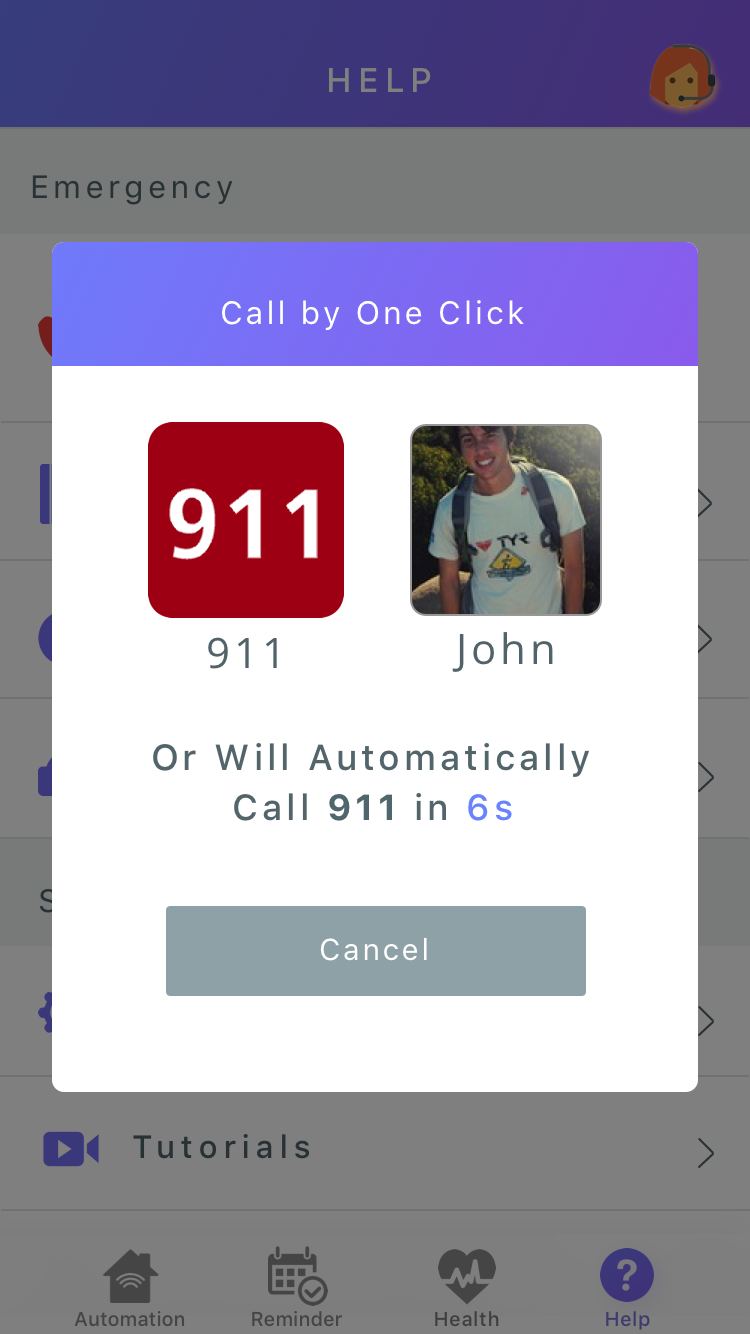 HELP
Emergency
Call by One Click
911
911
John
TYR
Or Will Automatically
Call 911 in 6s
S
Cancel
Tutorials
Automation
Reminder
Health
?
Help